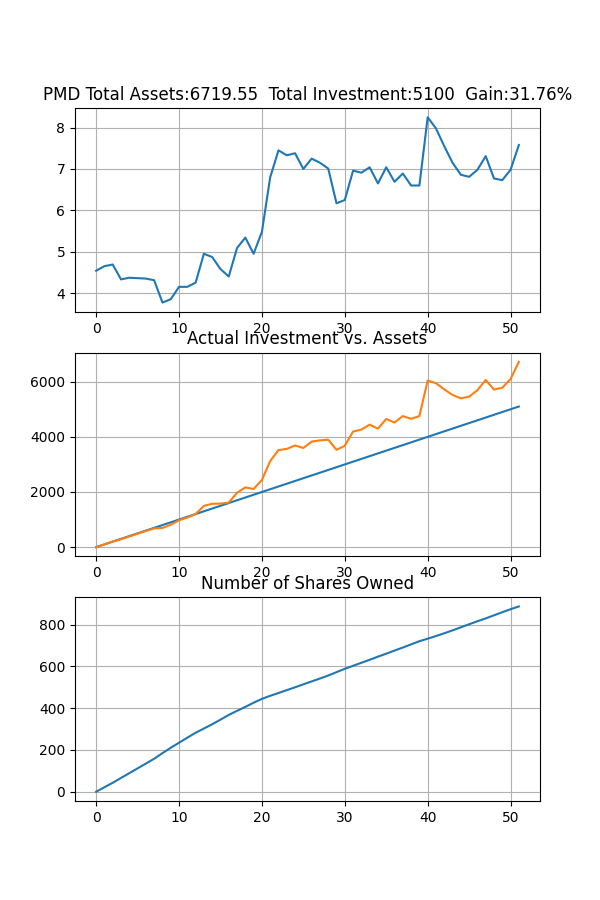 PMD Total Assets:6719.55  Total Investment:5100  Gain:31.76%
8
7
6
5
4
0 10 20 30 40 50
Actual Investment vs. Assets
6000
4000
2000
0
0 10 20 30 40 50
Number of Shares Owned
800
600
400
200
0
0 10 20 30 40 50